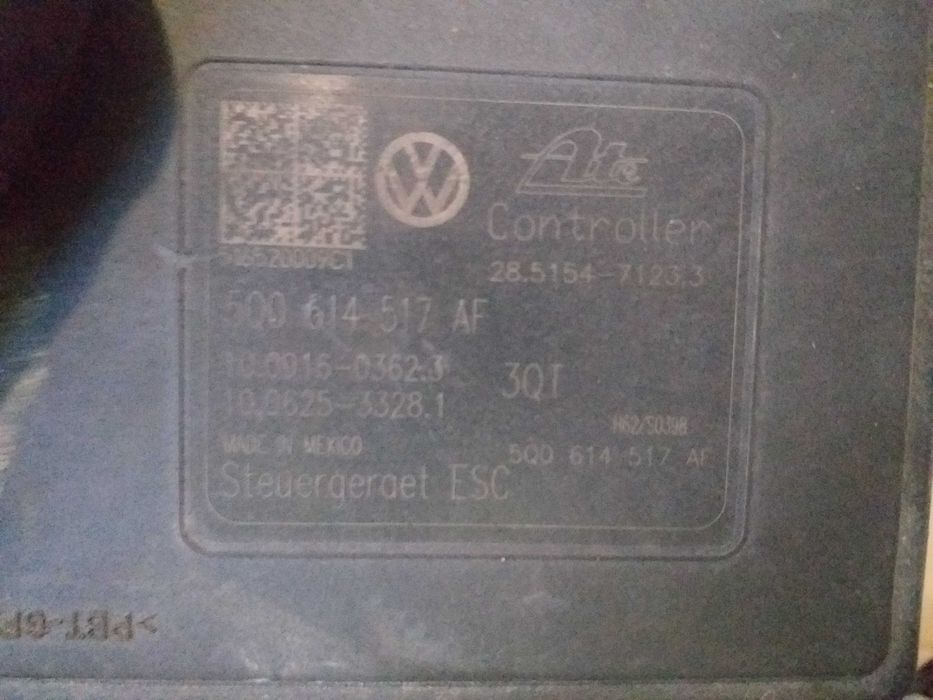 Ate
Controller
28.5154-7123.3
5Q0 614 517 AF
10.0916-0362.3
10.0625-3328.1
3QT
H62/S0398
MADE IN MEXICO
5Q0 614 517 AF
Steuergeraet ESC